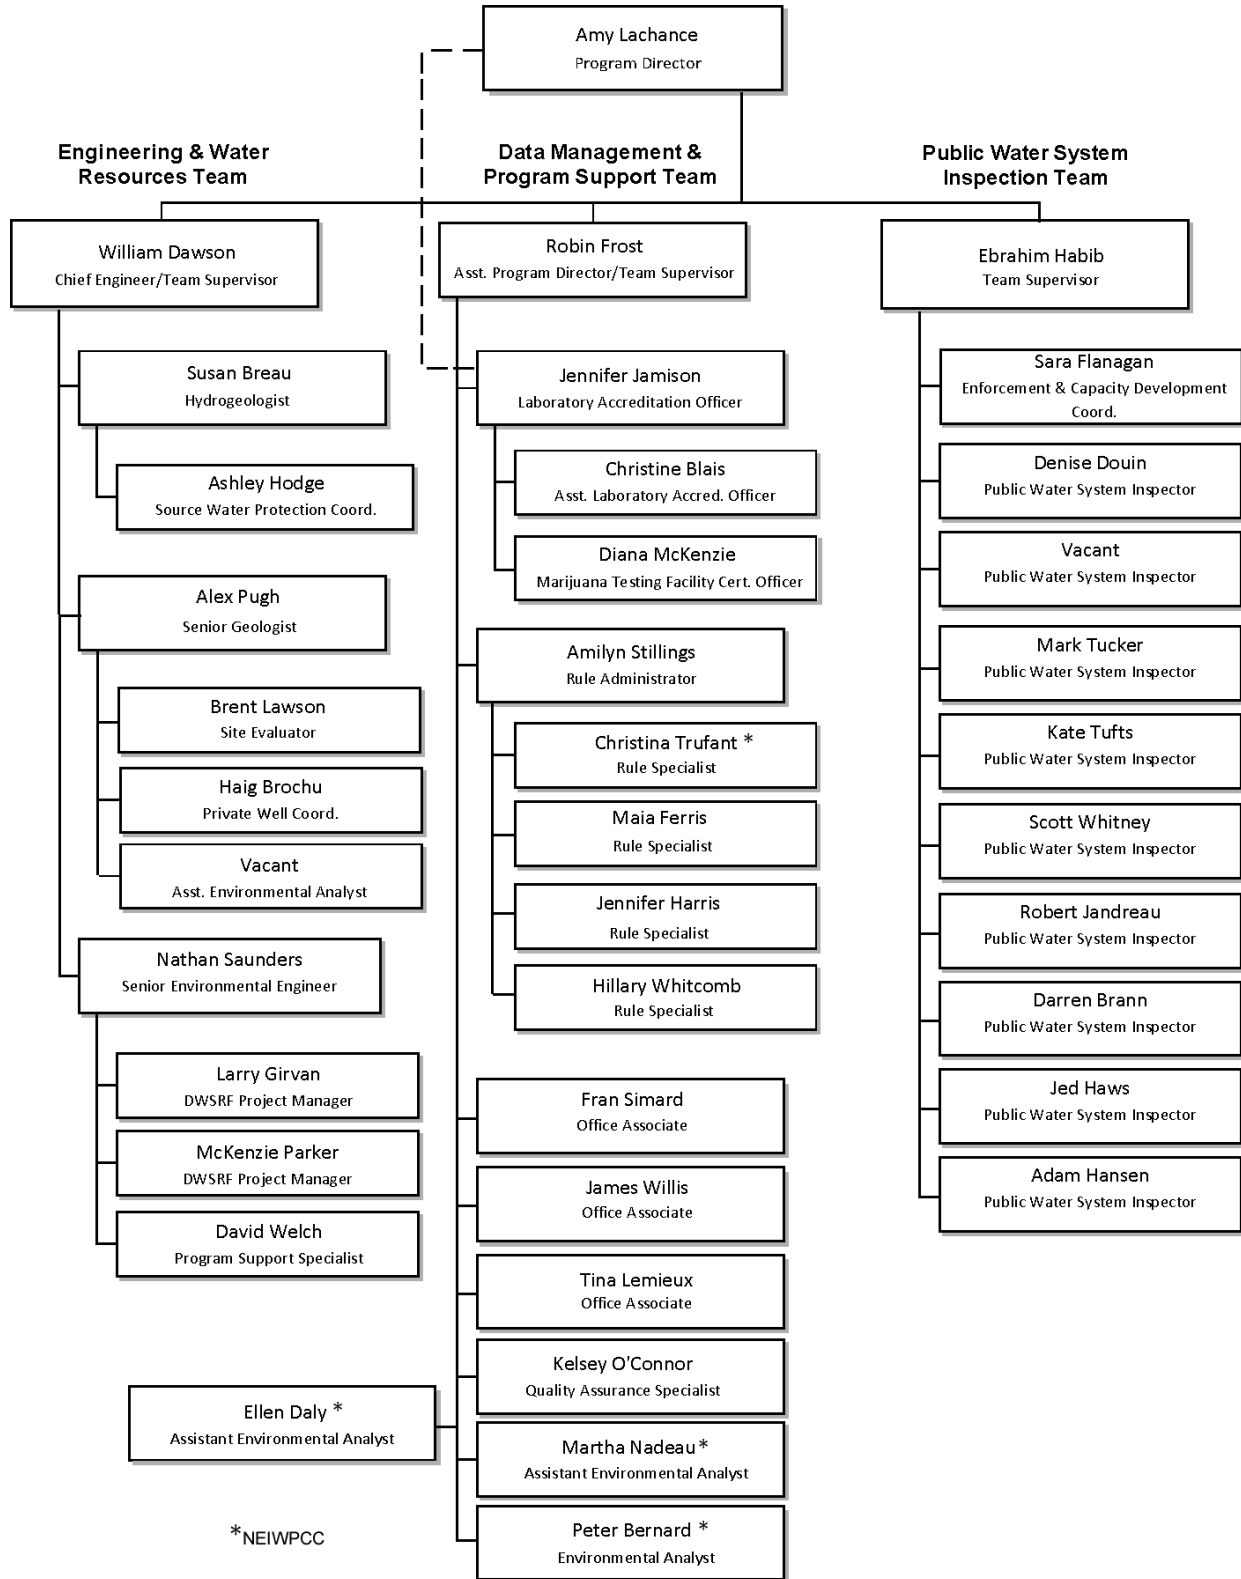 Amy Lachance
Program Director
Engineering & Water
Resources Team
William Dawson
Chief Engineer/Team Supervisor
Susan Breau
Hydrogeologist
Ashley Hodge
Source Water Protection Coord.
Alex Pugh
Senior Geologist
Brent Lawson
Site Evaluator
Haig Brochu
Private Well Coord.
Vacant
Asst. Environmental Analyst
Nathan Saunders
Senior Environmental Engineer
Larry Girvan
DWSRF Project Manager
McKenzie Parker
DWSRF Project Manager
David Welch
Program Support Specialist
Data Management &
Program Support Team
Robin Frost
Asst. Program Director/Team Supervisor
Jennifer Jamison
Laboratory Accreditation Officer
Christine Blais
Asst. Laboratory Accred. Officer
Diana McKenzie
Marijuana Testing Facility Cert. Officer
Amilyn Stillings
Rule Administrator
Christina Trufant *
Rule Specialist
Maia Ferris
Rule Specialist
Jennifer Harris
Rule Specialist
Hillary Whitcomb
Rule Specialist
Fran Simard
Office Associate
James Willis
Office Associate
Tina Lemieux
Office Associate
Kelsey O'Connor
Quality Assurance Specialist
Ellen Daly *
Assistant Environmental Analyst
Martha Nadeau *
Assistant Environmental Analyst
Peter Bernard *
Environmental Analyst
*NEIWPCC
Public Water System
Inspection Team
Ebrahim Habib
Team Supervisor
Sara Flanagan
Enforcement & Capacity Development
Coord.
Denise Douin
Public Water System Inspector
Vacant
Public Water System Inspector
Mark Tucker
Public Water System Inspector
Kate Tufts
Public Water System Inspector
Scott Whitney
Public Water System Inspector
Robert Jandreau
Public Water System Inspector
Darren Brann
Public Water System Inspector
Jed Haws
Public Water System Inspector
Adam Hansen
Public Water System Inspector